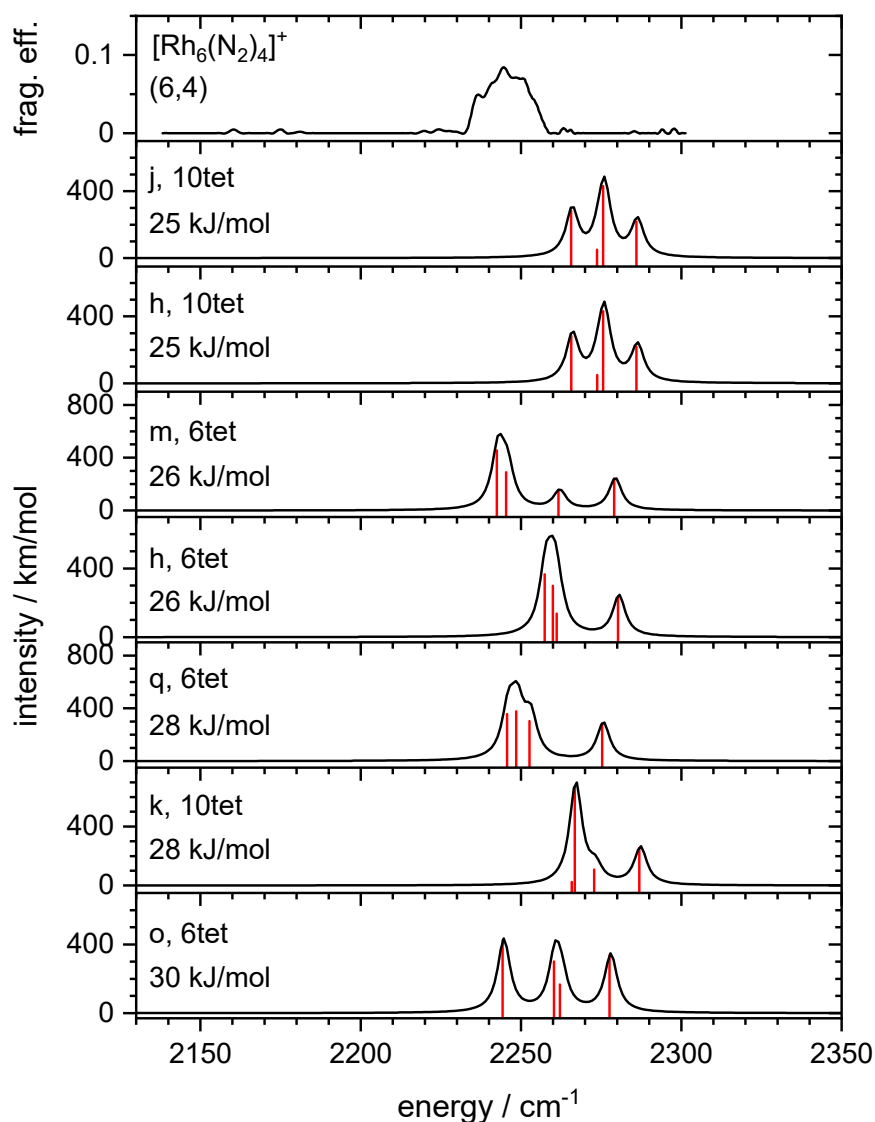 [Rh₆(N₂)₄]⁺
(6,4)
frag. eff.
0.1
0
j, 10tet
25 kJ/mol
400
0
h, 10tet
25 kJ/mol
400
0
m, 6tet
26 kJ/mol
800
400
0
h, 6tet
26 kJ/mol
400
0
q, 6tet
28 kJ/mol
800
400
0
k, 10tet
28 kJ/mol
400
0
o, 6tet
30 kJ/mol
400
0
intensity / km/mol
2150 2200 2250 2300 2350
energy / cm⁻¹